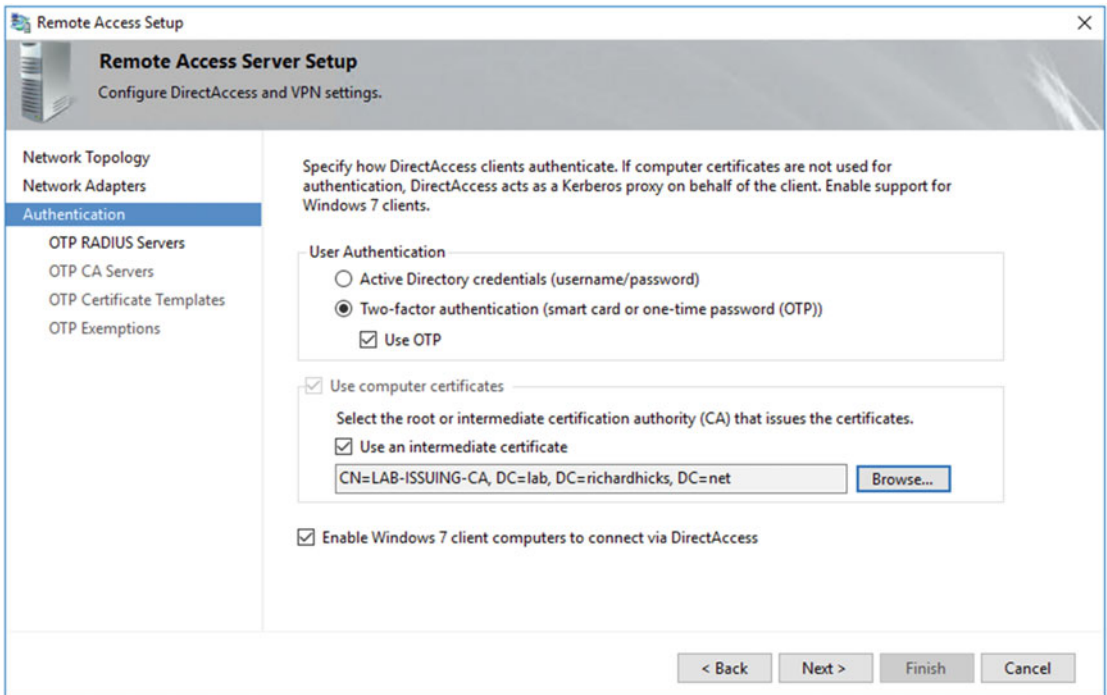 Remote Access Setup
Remote Access Server Setup
Configure DirectAccess and VPN settings.
Network Topology
Network Adapters
Authentication
OTP RADIUS Servers
OTP CA Servers
OTP Certificate Templates
OTP Exemptions
Specify how DirectAccess clients authenticate. If computer certificates are not used for
authentication, DirectAccess acts as a Kerberos proxy on behalf of the client. Enable support for
Windows 7 clients.
User Authentication
Active Directory credentials (username/password)
Two-factor authentication (smart card or one-time password (OTP))
Use OTP
Use computer certificates
Select the root or intermediate certification authority (CA) that issues the certificates.
Use an intermediate certificate
CN=LAB-ISSUING-CA, DC=lab, DC=richardhicks, DC=net
Browse...
Enable Windows 7 client computers to connect via DirectAccess
< Back
Next >
Finish
Cancel